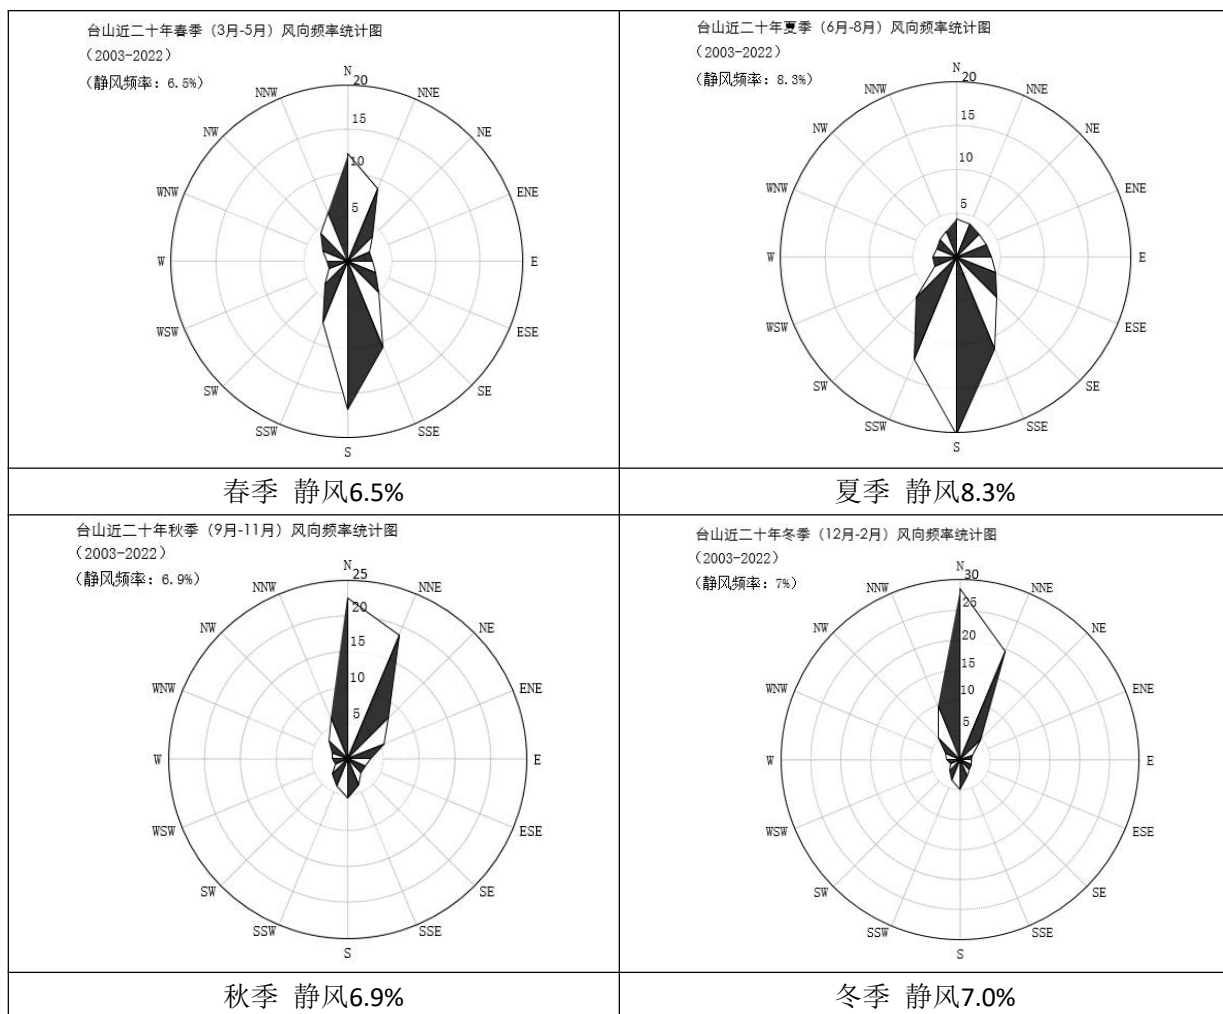 台山近二十年春季（3月-5月）风向频率统计图
（2003-2022）
（静风频率：6.5%）
N
20
NNW
NNE
NW
15
NE
10
WNW
ENE
5
W
E
WSW
ESE
SW
SE
SSW
SSE
S
春季 静风6.5%
台山近二十年夏季（6月-8月）风向频率统计图
（2003-2022）
（静风频率：8.3%）
N
20
NNW
NNE
NW
15
NE
10
WNW
ENE
5
W
E
WSW
ESE
SW
SE
SSW
SSE
S
夏季 静风8.3%
台山近二十年秋季（9月-11月）风向频率统计图
（2003-2022）
（静风频率：6.9%）
N
25
NNW
NNE
20
NW
NE
15
WNW
10
ENE
5
W
E
WSW
ESE
SW
SE
SSW
SSE
S
秋季 静风6.9%
台山近二十年冬季（12月-2月）风向频率统计图
（2003-2022）
（静风频率：7%）
N
30
NNW
NNE
25
NW
NE
20
15
WNW
10
ENE
5
W
E
WSW
ESE
SW
SE
SSW
SSE
S
冬季 静风7.0%